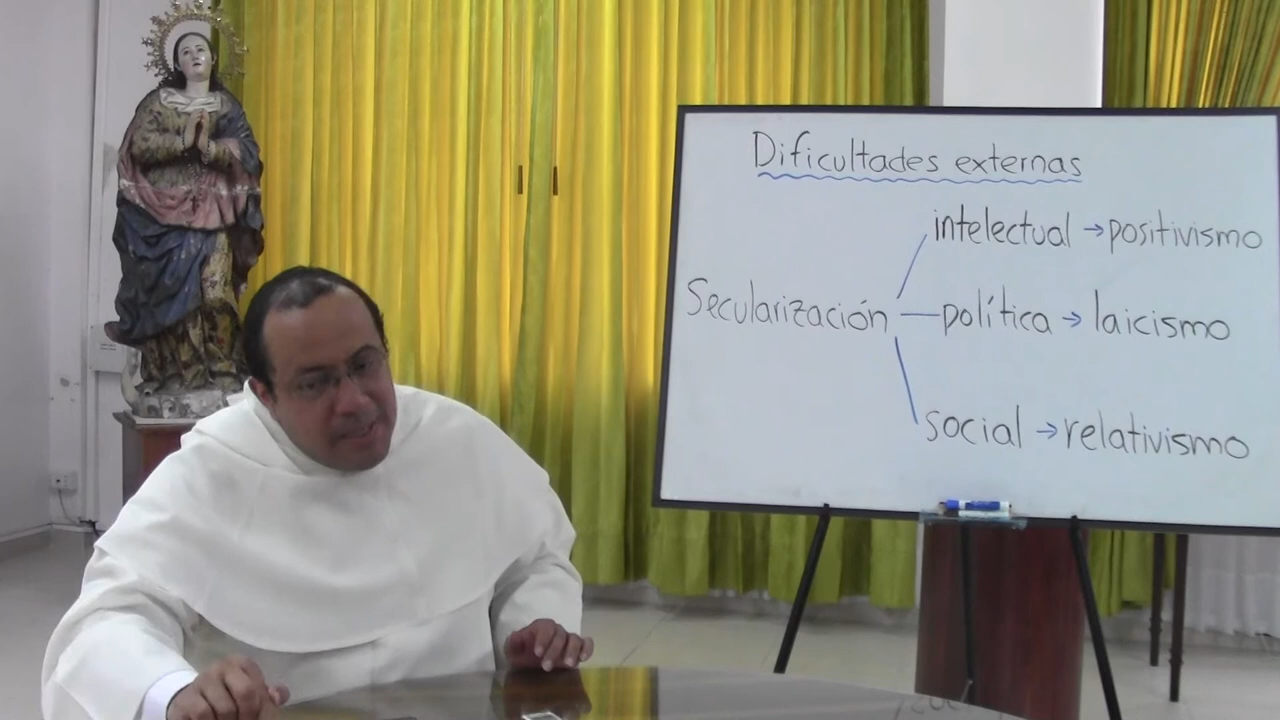 Dificultades externas
intelectual → positivismo
Secularización — política → laicismo
social → relativismo